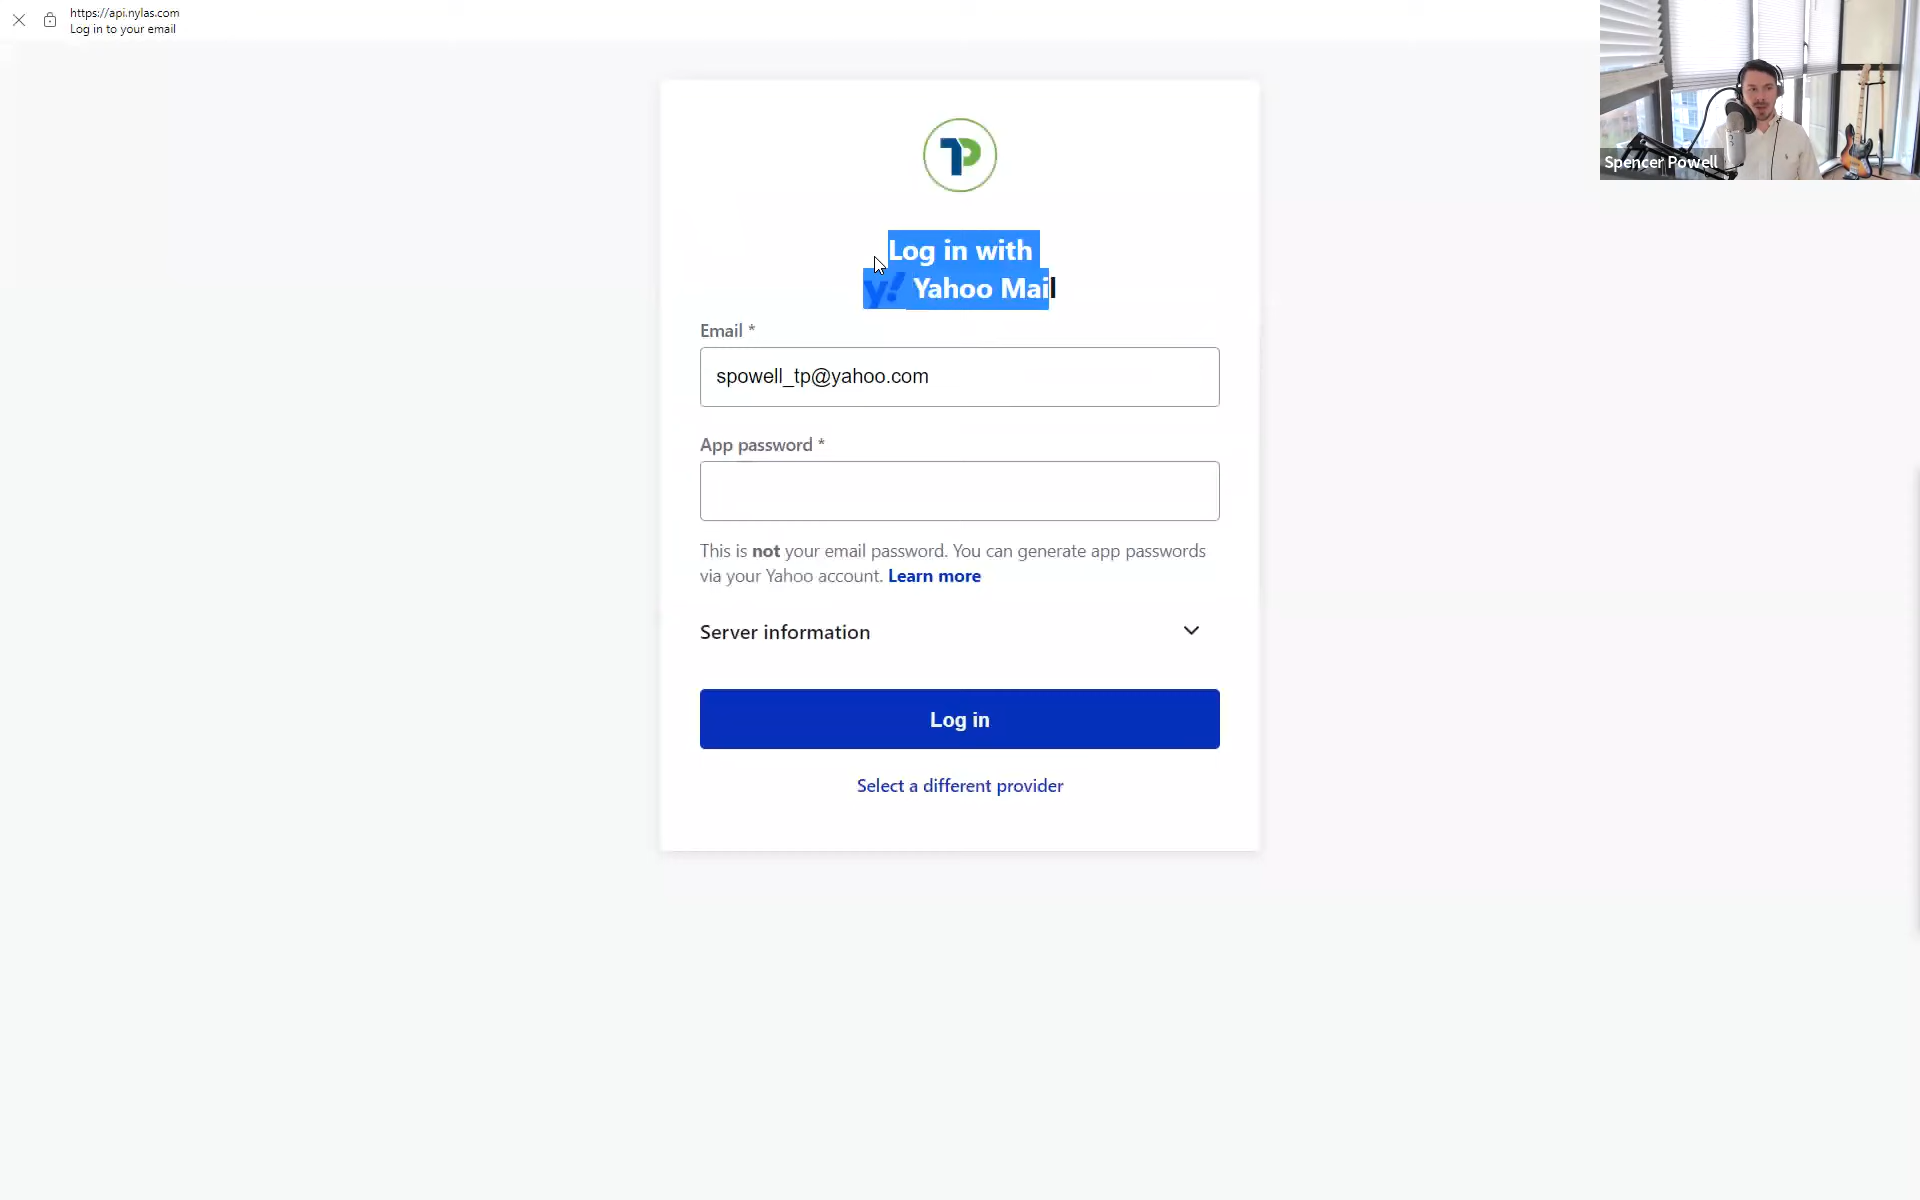 https://api.nylas.com
Log in to your email
Spencer Powell
TP
Log in with
y! Yahoo Mail
Email *
spowell_tp@yahoo.com
App password *
This is not your email password. You can generate app passwords
via your Yahoo account. Learn more
Server information
Log in
Select a different provider